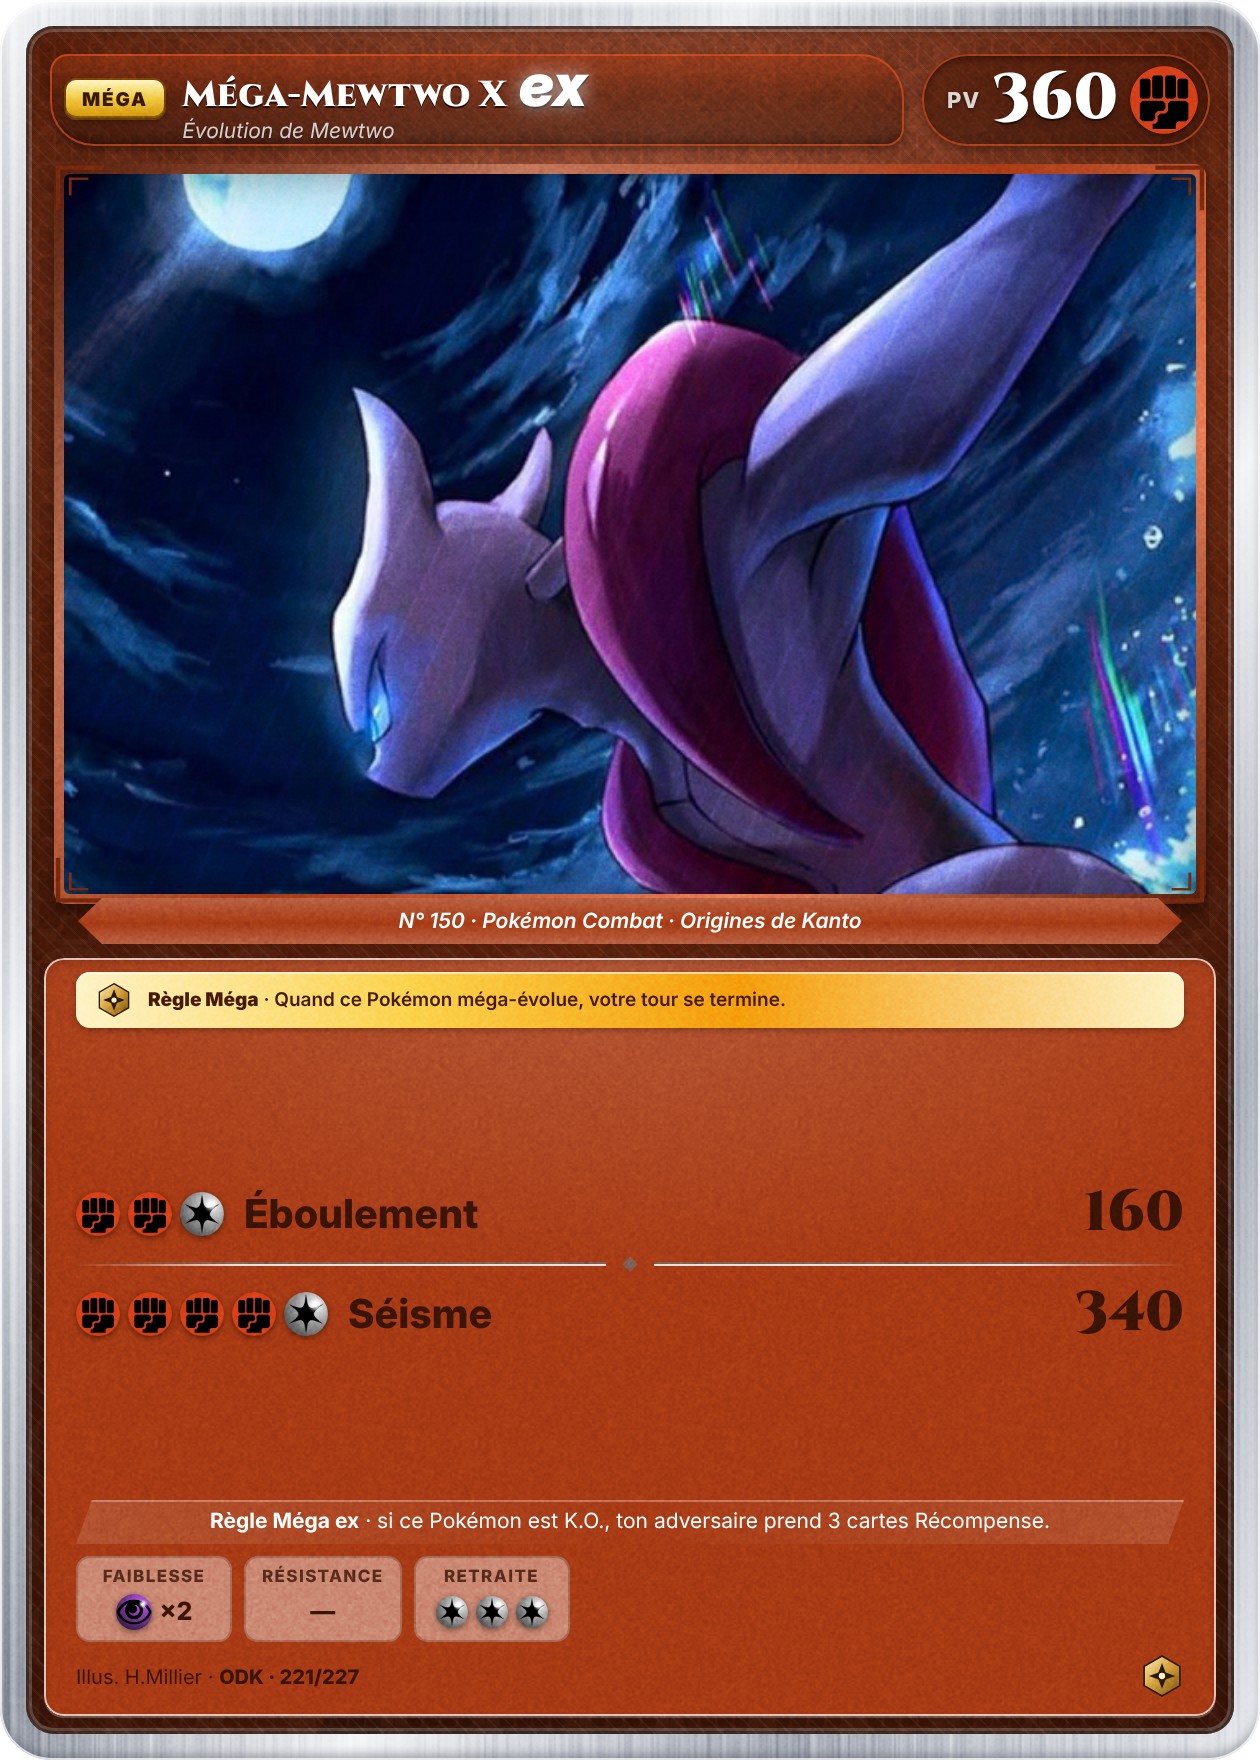 MÉGA
Méga-Mewtwo X ex
Évolution de Mewtwo
PV 360
N° 150 · Pokémon Combat · Origines de Kanto
Règle Méga · Quand ce Pokémon méga-évolue, votre tour se termine.
Éboulement 160
Séisme 340
Règle Méga ex · si ce Pokémon est K.O., ton adversaire prend 3 cartes Récompense.
FAIBLESSE RÉSISTANCE RETRAITE
×2 —
Illus. H.Millier · ODK · 221/227